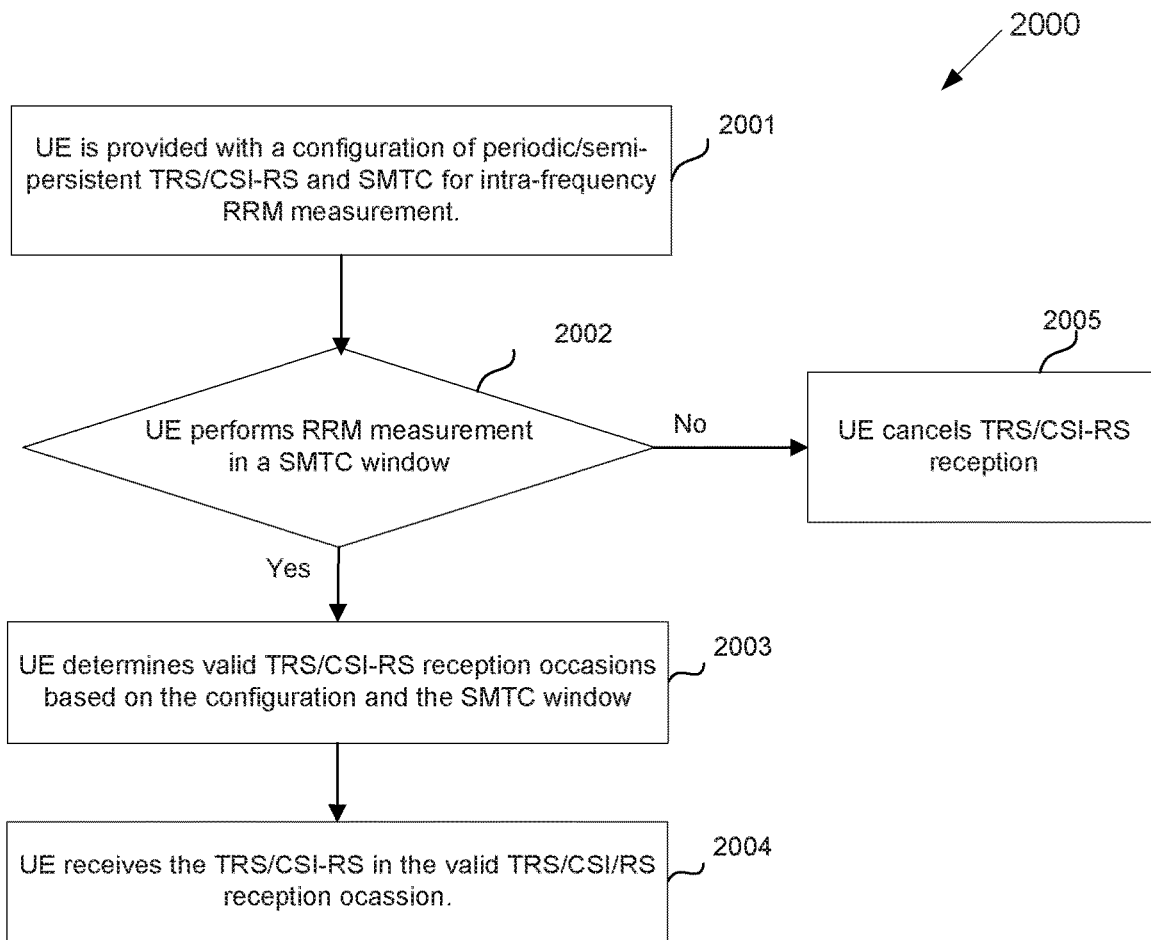 2000
UE is provided with a configuration of periodic/semi-
persistent TRS/CSI-RS and SMTC for intra-frequency
RRM measurement.
2001
2002
UE performs RRM measurement
in a SMTC window
No
2005
UE cancels TRS/CSI-RS
reception
Yes
UE determines valid TRS/CSI-RS reception occasions
based on the configuration and the SMTC window
2003
UE receives the TRS/CSI-RS in the valid TRS/CSI/RS
reception ocassion.
2004